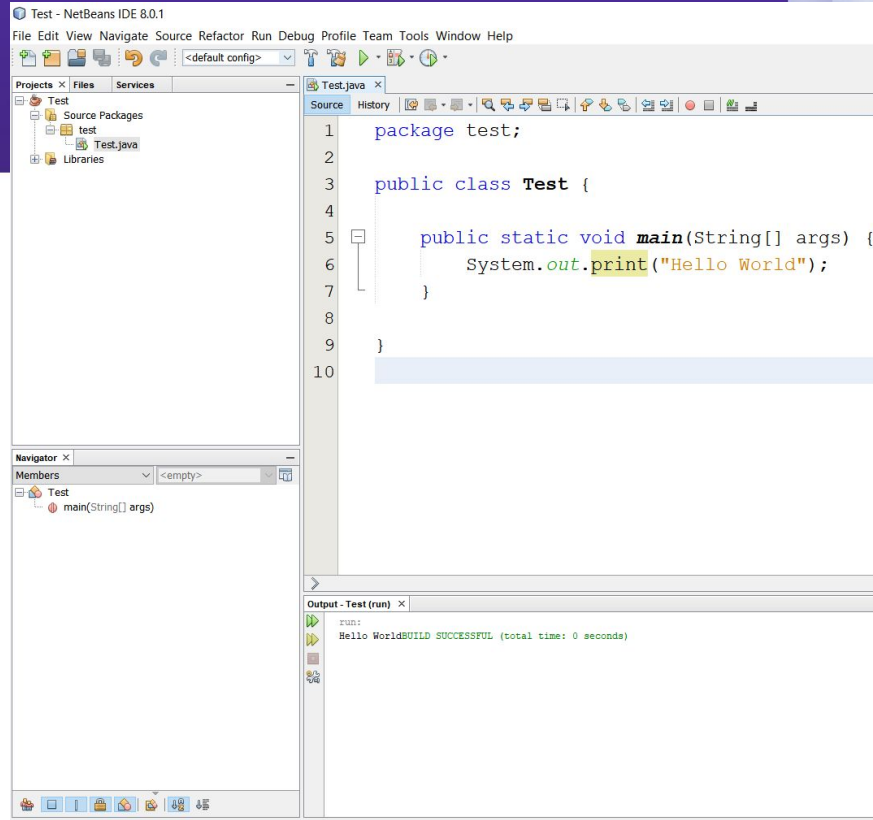 Test - NetBeans IDE 8.0.1
File Edit View Navigate Source Refactor Run Debug Profile Team Tools Window Help
<default config>
Projects Files Services
Test
Source Packages
test
Test.java
Libraries
Navigator
Members <empty>
Test
main(String[] args)
Test.java
Source History
1 package test;
2
3 public class Test {
4
5 public static void main(String[] args) {
6 System.out.print("Hello World");
7 }
8
9 }
10
Output - Test (run)
run:
Hello WorldBUILD SUCCESSFUL (total time: 0 seconds)